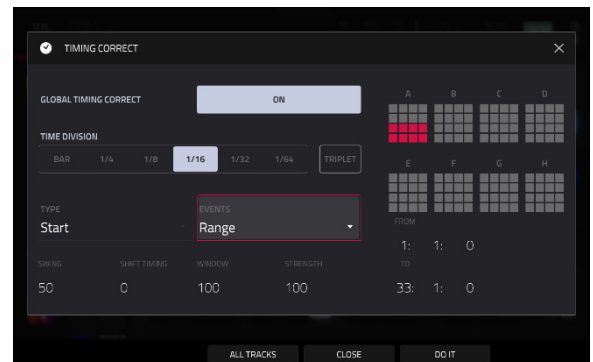 TIMING CORRECT
GLOBAL TIMING CORRECT ON
TIME DIVISION
BAR 1/4 1/8 1/16 1/32 1/64 TRIPLET
TYPE EVENTS
Start Range
SWING SHIFT TIMING WINDOW STRENGTH
50 0 100 100
A B C D
E F G H
FROM
1: 1: 0
TO
33: 1: 0
ALL TRACKS CLOSE DO IT